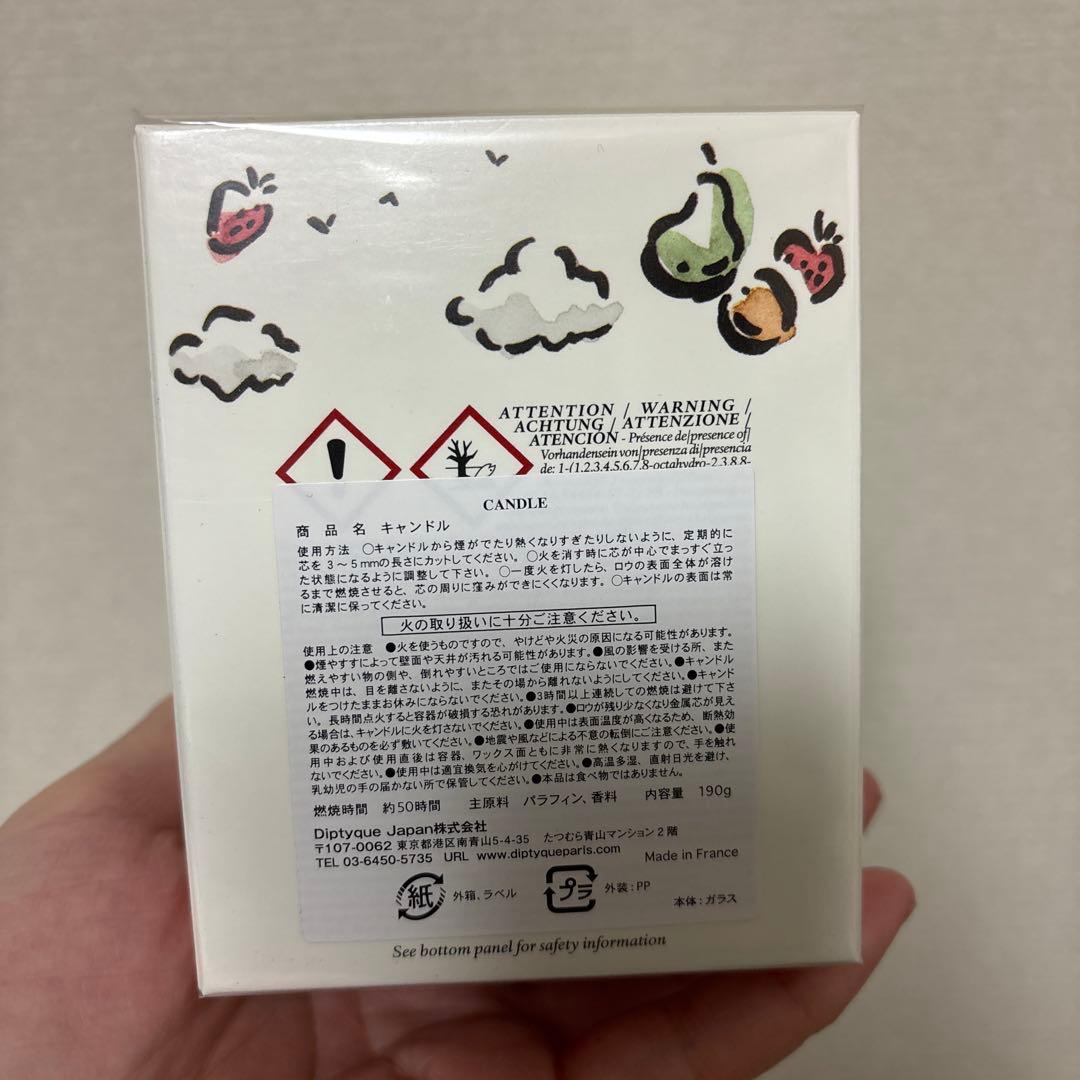 ATTENTION / WARNING /
ACHTUNG / ATTENZIONE /
ATENCIÓN - Présence de/presence of/
Vorhandensein von/presenza di/presencia
de: 1-(1,2,3,4,5,6,7,8-octahydro-2,3,8,8-
CANDLE
商 品 名 キャンドル
使用方法 ○キャンドルから煙がでたり熱くなりすぎたりしないように、定期的に
芯を3～5mmの長さにカットしてください。○火を消す時に芯が中心でまっすぐ立っ
た状態になるように調整して下さい。○一度火を灯したら、ロウの表面全体が溶け
るまで燃焼させると、芯の周りに窪みができにくくなります。○キャンドルの表面は常
に清潔に保ってください。
火の取り扱いに十分ご注意ください。
使用上の注意 ●火を使うものですので、やけどや火災の原因になる可能性があります。
●煙やすすによって壁面や天井が汚れる可能性があります。●風の影響を受ける所、また
燃えやすい物の側や、倒れやすいところではご使用にならないでください。●キャンドル
燃焼中は、目を離さないように、またその場から離れないようにしてください。●キャンド
ルをつけたままお休みにならないでください。●3時間以上連続しての燃焼は避けて下さ
い。長時間点火すると容器が破損する恐れがあります。●ロウが残り少なくなり金属芯が見え
る場合は、キャンドルに火を灯さないでください。●使用中は表面温度が高くなるため、断熱効
果のあるものを必ず敷いてください。●地震や風などによる不意の転倒にご注意ください。●使
用中および使用直後は容器、ワックス面ともに非常に熱くなりますので、手を触れ
ないでください。●使用中は適宜換気を心がけてください。●高温多湿、直射日光を避け、
乳幼児の手の届かない所で保管してください。●本品は食べ物ではありません。
燃焼時間 約50時間 主原料 パラフィン、香料 内容量 190g
Diptyque Japan株式会社
〒107-0062 東京都港区南青山5-4-35 たつむら青山マンション2階
TEL 03-6450-5735 URL www.diptyqueparis.com
Made in France
紙 外箱、ラベル プラ 外装:PP
本体:ガラス
See bottom panel for safety information